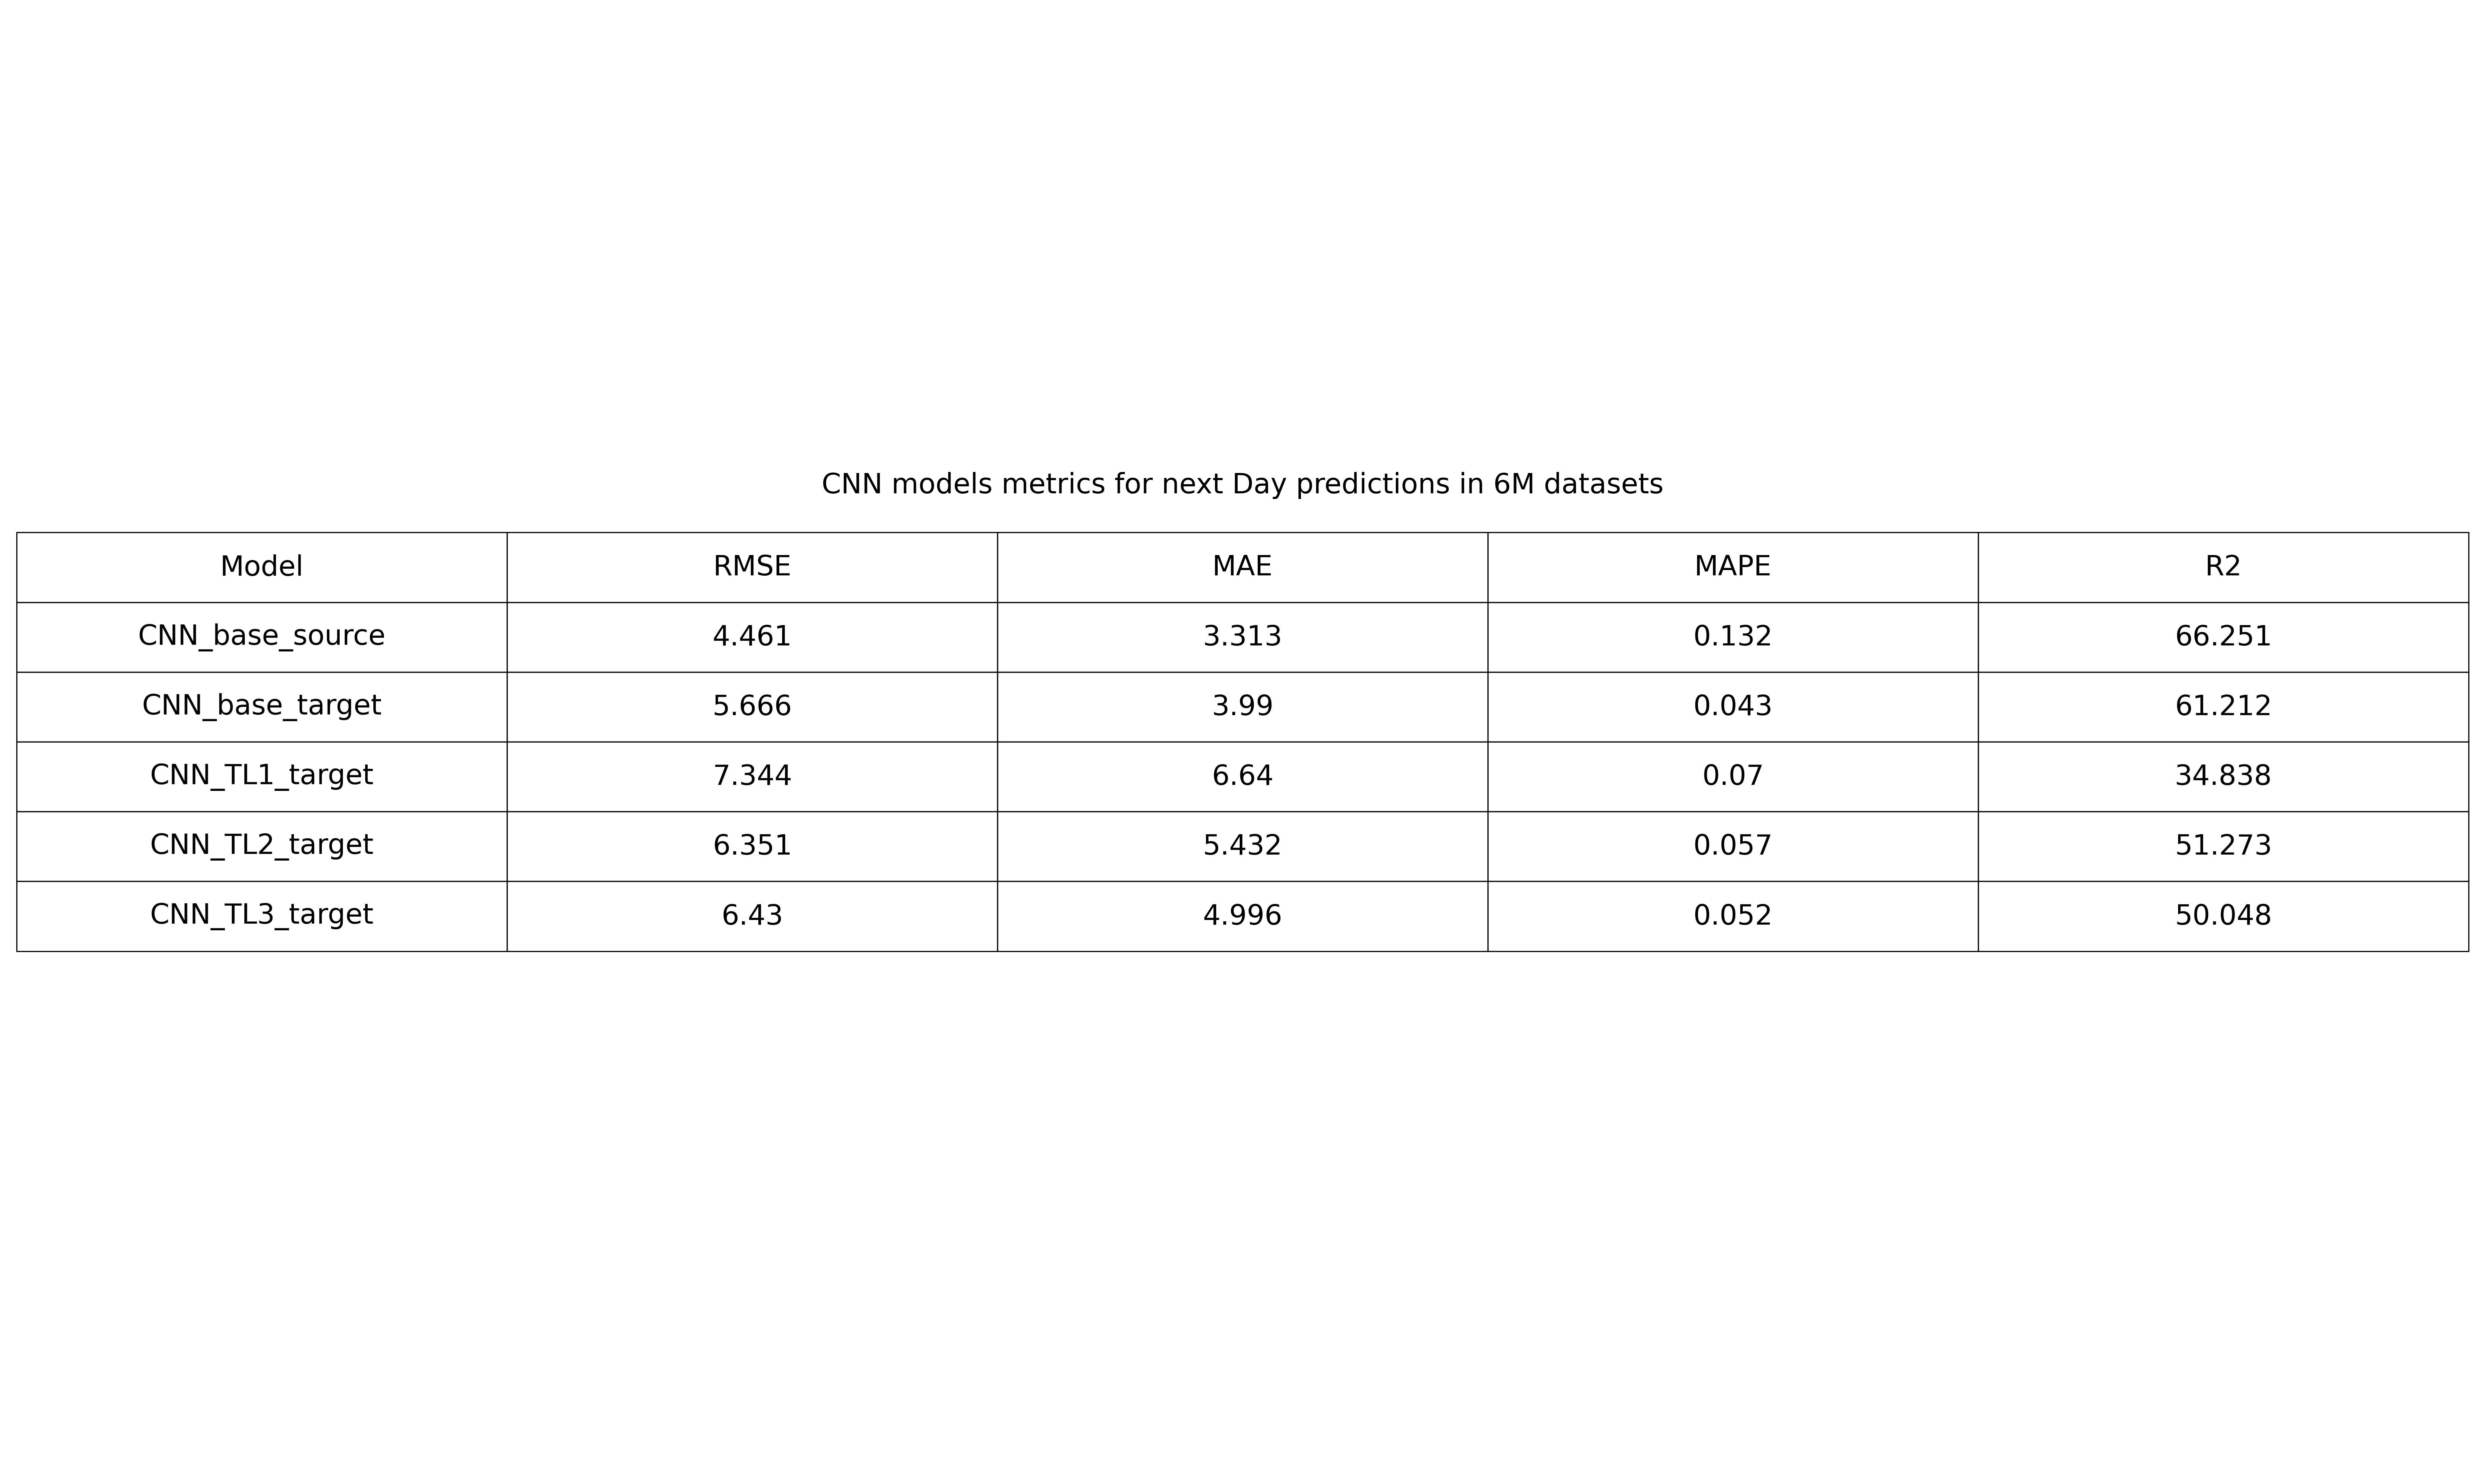 CNN models metrics for next Day predictions in 6M datasets
Model RMSE MAE MAPE R2
CNN_base_source 4.461 3.313 0.132 66.251
CNN_base_target 5.666 3.99 0.043 61.212
CNN_TL1_target 7.344 6.64 0.07 34.838
CNN_TL2_target 6.351 5.432 0.057 51.273
CNN_TL3_target 6.43 4.996 0.052 50.048